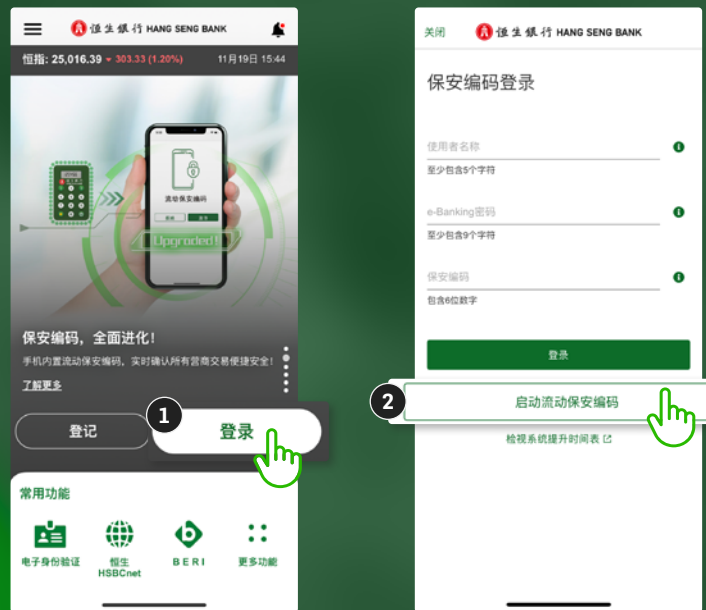 恒生銀行 HANG SENG BANK
恒指: 25,016.39 303.33 (1.20%) 11月19日 15:44
流动保安编码
Upgraded!
保安编码，全面进化！
手机内置流动保安编码，实时确认所有营商交易便捷安全！
了解更多
登记
1
登录
常用功能
电子身份验证
恒生
HSBCnet
BERI
更多功能
关闭
恒生銀行 HANG SENG BANK
保安编码登录
使用者名称
至少包含5个字符
e-Banking密码
至少包含9个字符
保安编码
包含6位数字
登录
2
启动流动保安编码
检视系统提升时间表